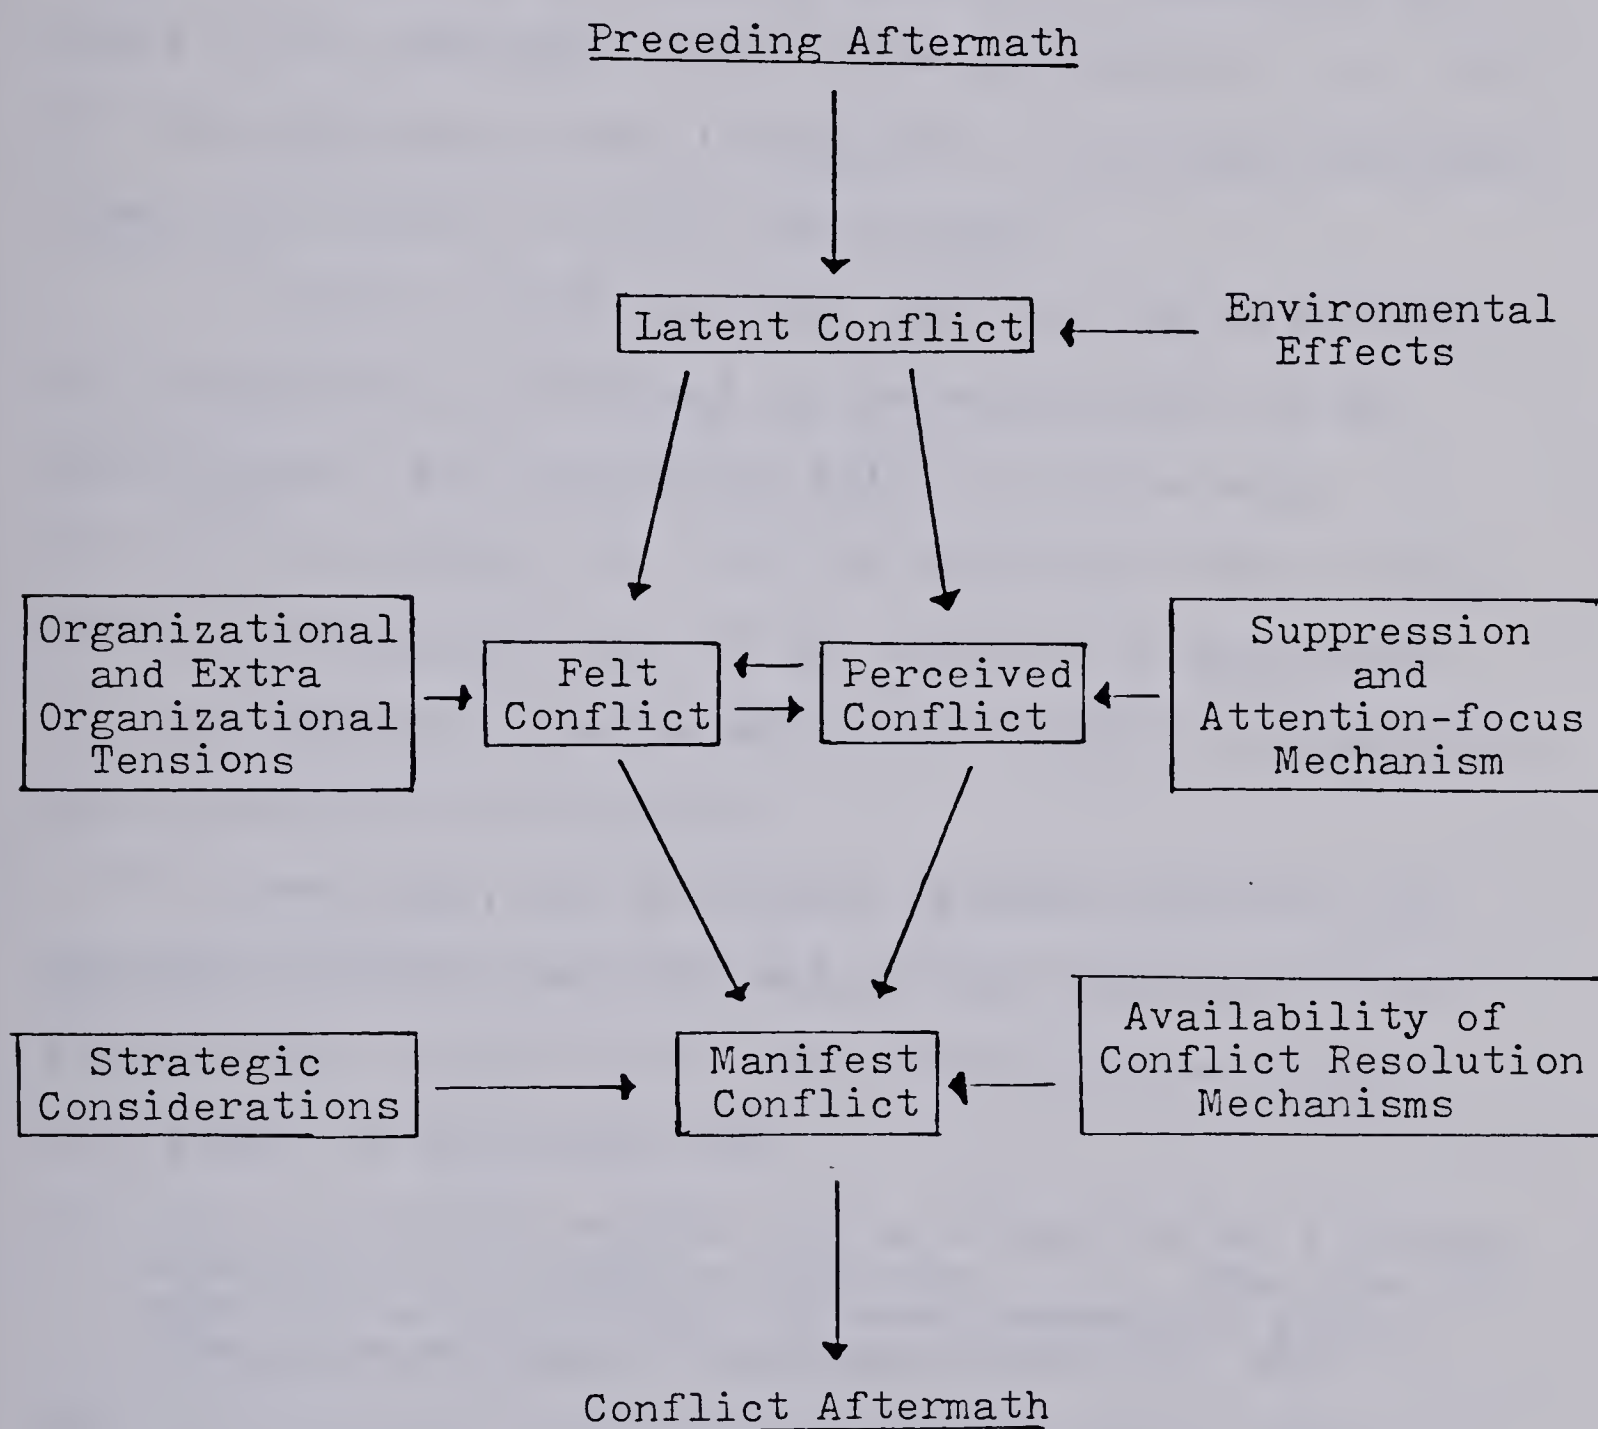 Preceding Aftermath
Latent Conflict
Environmental
Effects
Organizational
and Extra
Organizational
Tensions
Felt
Conflict
Perceived
Conflict
Suppression
and
Attention-focus
Mechanism
Strategic
Considerations
Manifest
Conflict
Availability of
Conflict Resolution
Mechanisms
Conflict Aftermath